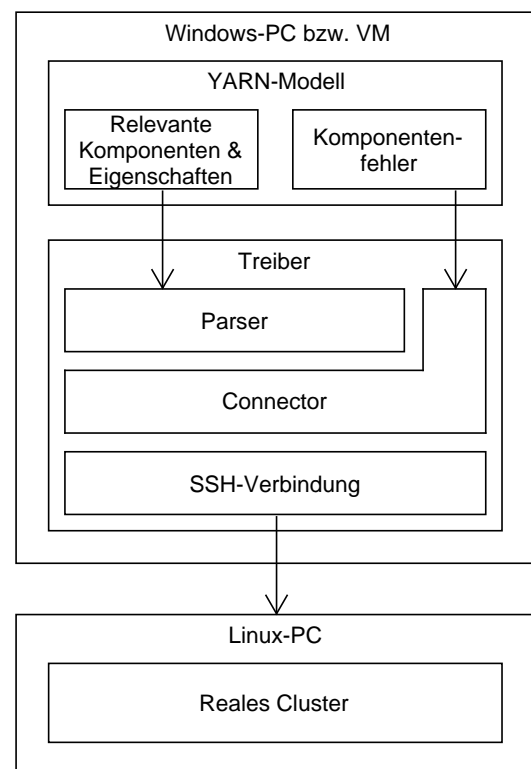 Windows-PC bzw. VM
YARN-Modell
Relevante
Komponenten &
Eigenschaften
Komponenten-
fehler
Treiber
Parser
Connector
SSH-Verbindung
Linux-PC
Reales Cluster